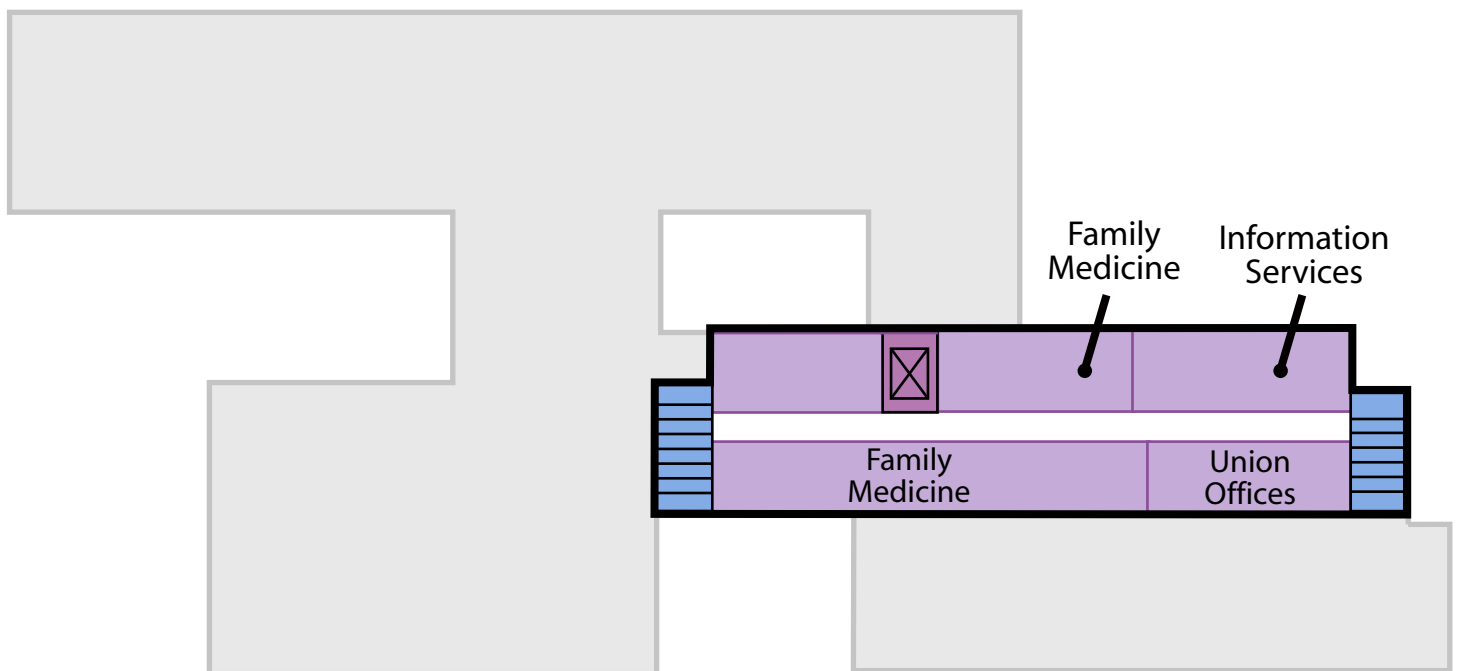 Family
Medicine
Information
Services
Family
Medicine
Union
Offices